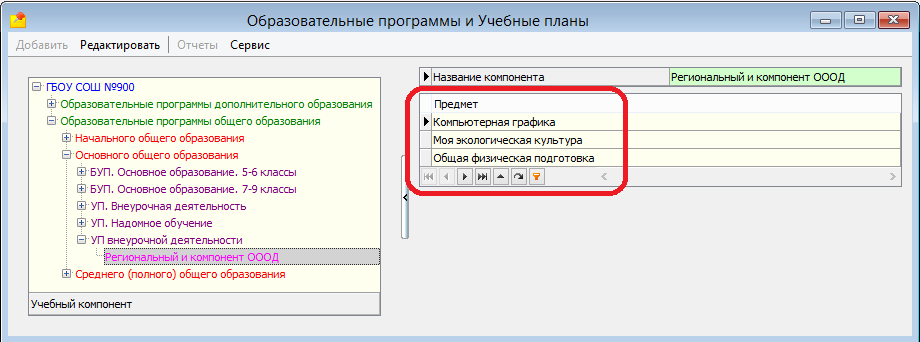 Образовательные программы и Учебные планы
Добавить Редактировать Отчеты Сервис
ГБОУ СОШ №900
Образовательные программы дополнительного образования
Образовательные программы общего образования
Начального общего образования
Основного общего образования
БУП. Основное образование. 5-6 классы
БУП. Основное образование. 7-9 классы
УП. Внеурочная деятельность
УП. Надомное обучение
УП внеурочной деятельности
Региональный и компонент ОООД
Среднего (полного) общего образования
Учебный компонент
Название компонента Региональный и компонент ОООД
Предмет
Компьютерная графика
Моя экологическая культура
Общая физическая подготовка